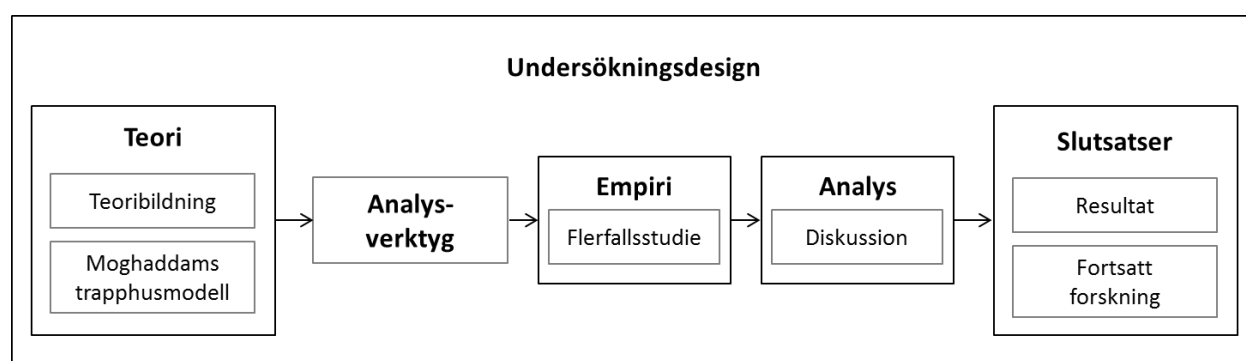 Undersökningsdesign
Teori
Teoribildning
Moghaddams
trapphusmodell
Analys-
verktyg
Empiri
Flerfallsstudie
Analys
Diskussion
Slutsatser
Resultat
Fortsatt
forskning